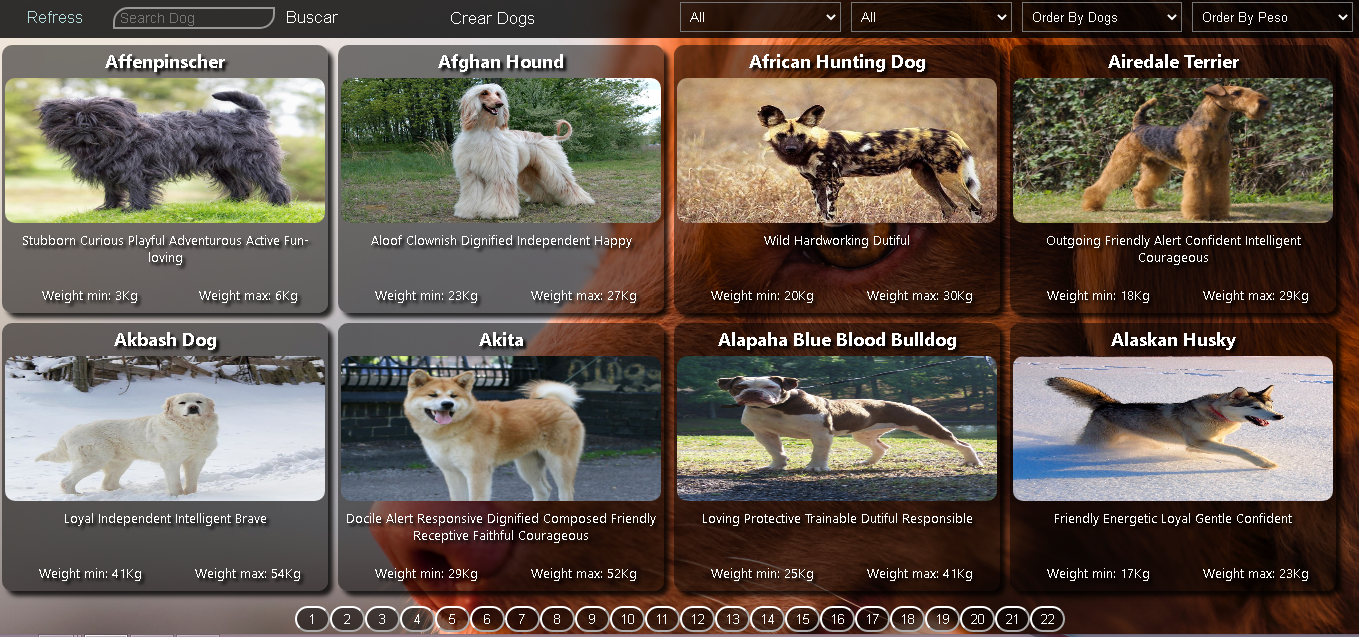 Refress
Search Dog
Buscar
Crear Dogs
All
All
Order By Dogs
Order By Peso
Affenpinscher
Stubborn Curious Playful Adventurous Active Fun-
loving
Weight min: 3Kg
Weight max: 6Kg
Afghan Hound
Aloof Clownish Dignified Independent Happy
Weight min: 23Kg
Weight max: 27Kg
African Hunting Dog
Wild Hardworking Dutiful
Weight min: 20Kg
Weight max: 30Kg
Airedale Terrier
Outgoing Friendly Alert Confident Intelligent
Courageous
Weight min: 18Kg
Weight max: 29Kg
Akbash Dog
Loyal Independent Intelligent Brave
Weight min: 41Kg
Weight max: 54Kg
Akita
Docile Alert Responsive Dignified Composed Friendly
Receptive Faithful Courageous
Weight min: 29Kg
Weight max: 52Kg
Alapaha Blue Blood Bulldog
Loving Protective Trainable Dutiful Responsible
Weight min: 25Kg
Weight max: 41Kg
Alaskan Husky
Friendly Energetic Loyal Gentle Confident
Weight min: 17Kg
Weight max: 23Kg
1 2 3 4 5 6 7 8 9 10 11 12 13 14 15 16 17 18 19 20 21 22